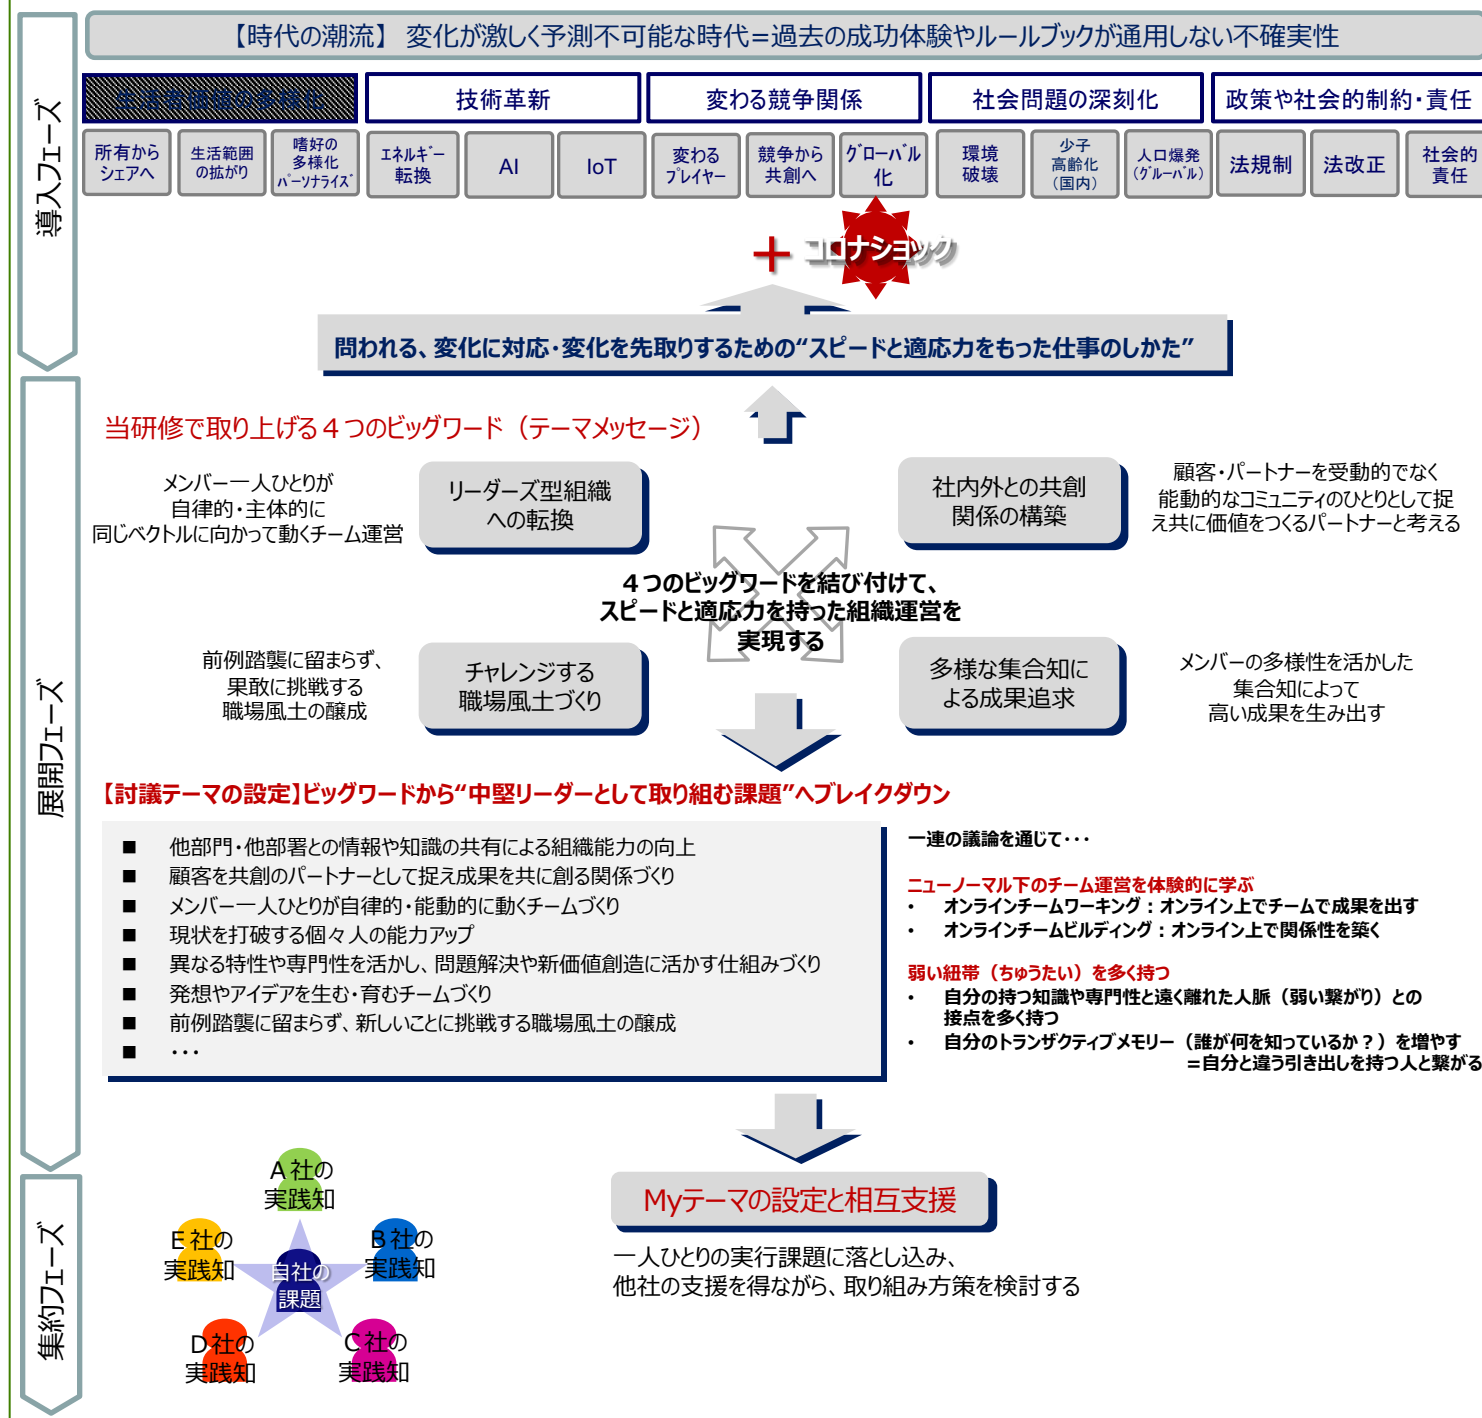 【時代の潮流】 変化が激しく予測不可能な時代=過去の成功体験やルールブックが通用しない不確実性
導入フェーズ
生活者価値の多様化
技術革新
変わる競争関係
社会問題の深刻化
政策や社会的制約・責任
所有から
シェアへ
生活範囲
の拡がり
嗜好の
多様化
パーソナライズ
エネルギー
転換
AI
IoT
変わる
プレイヤー
競争から
共創へ
グローバル
化
環境
破壊
少子
高齢化
(国内)
人口爆発
(グルーバル)
法規制
法改正
社会的
責任
+
コロナショック
問われる、変化に対応・変化を先取りするための“スピードと適応力をもった仕事のしかた”
展開フェーズ
当研修で取り上げる４つのビッグワード（テーマメッセージ）
メンバー一人ひとりが
自律的・主体的に
同じベクトルに向かって動くチーム運営
リーダーズ型組織
への転換
社内外との共創
関係の構築
顧客・パートナーを受動的でなく
能動的なコミュニティのひとりとして捉
え共に価値をつくるパートナーと考える
４つのビッグワードを結び付けて、
スピードと適応力を持った組織運営を
実現する
前例踏襲に留まらず、
果敢に挑戦する
職場風土の醸成
チャレンジする
職場風土づくり
多様な集合知に
よる成果追求
メンバーの多様性を活かした
集合知によって
高い成果を生み出す
【討議テーマの設定】ビッグワードから“中堅リーダーとして取り組む課題”へブレイクダウン
■ 他部門・他部署との情報や知識の共有による組織能力の向上
■ 顧客を共創のパートナーとして捉え成果を共に創る関係づくり
■ メンバー一人ひとりが自律的・能動的に動くチームづくり
■ 現状を打破する個々人の能力アップ
■ 異なる特性や専門性を活かし、問題解決や新価値創造に活かす仕組みづくり
■ 発想やアイデアを生む・育むチームづくり
■ 前例踏襲に留まらず、新しいことに挑戦する職場風土の醸成
■ ・・・
一連の議論を通じて・・・
ニューノーマル下のチーム運営を体験的に学ぶ
• オンラインチームワーキング：オンライン上でチームで成果を出す
• オンラインチームビルディング：オンライン上で関係性を築く
弱い紐帯（ちゅうたい）を多く持つ
• 自分の持つ知識や専門性と遠く離れた人脈（弱い繋がり）との
接点を多く持つ
• 自分のトランザクティブメモリー（誰が何を知っているか？）を増やす
=自分と違う引き出しを持つ人と繋がる
集約フェーズ
A社の
実践知
E社の
実践知
B社の
実践知
自社の
課題
D社の
実践知
C社の
実践知
Myテーマの設定と相互支援
一人ひとりの実行課題に落とし込み、
他社の支援を得ながら、取り組み方策を検討する